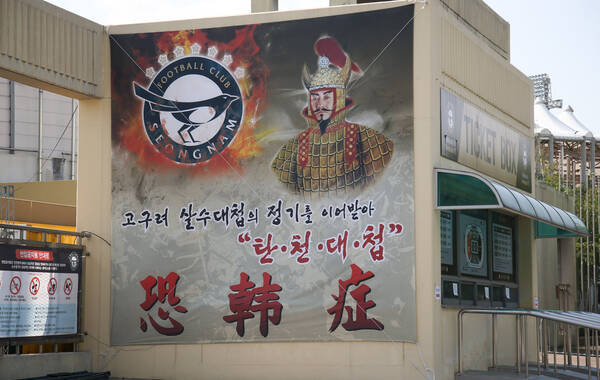 FOOTBALL CLUB
SEONGNAM
고구려 살수대첩의 정기를 이어받아
“탄·천·대·첩”
恐韩症
TICKET BOX